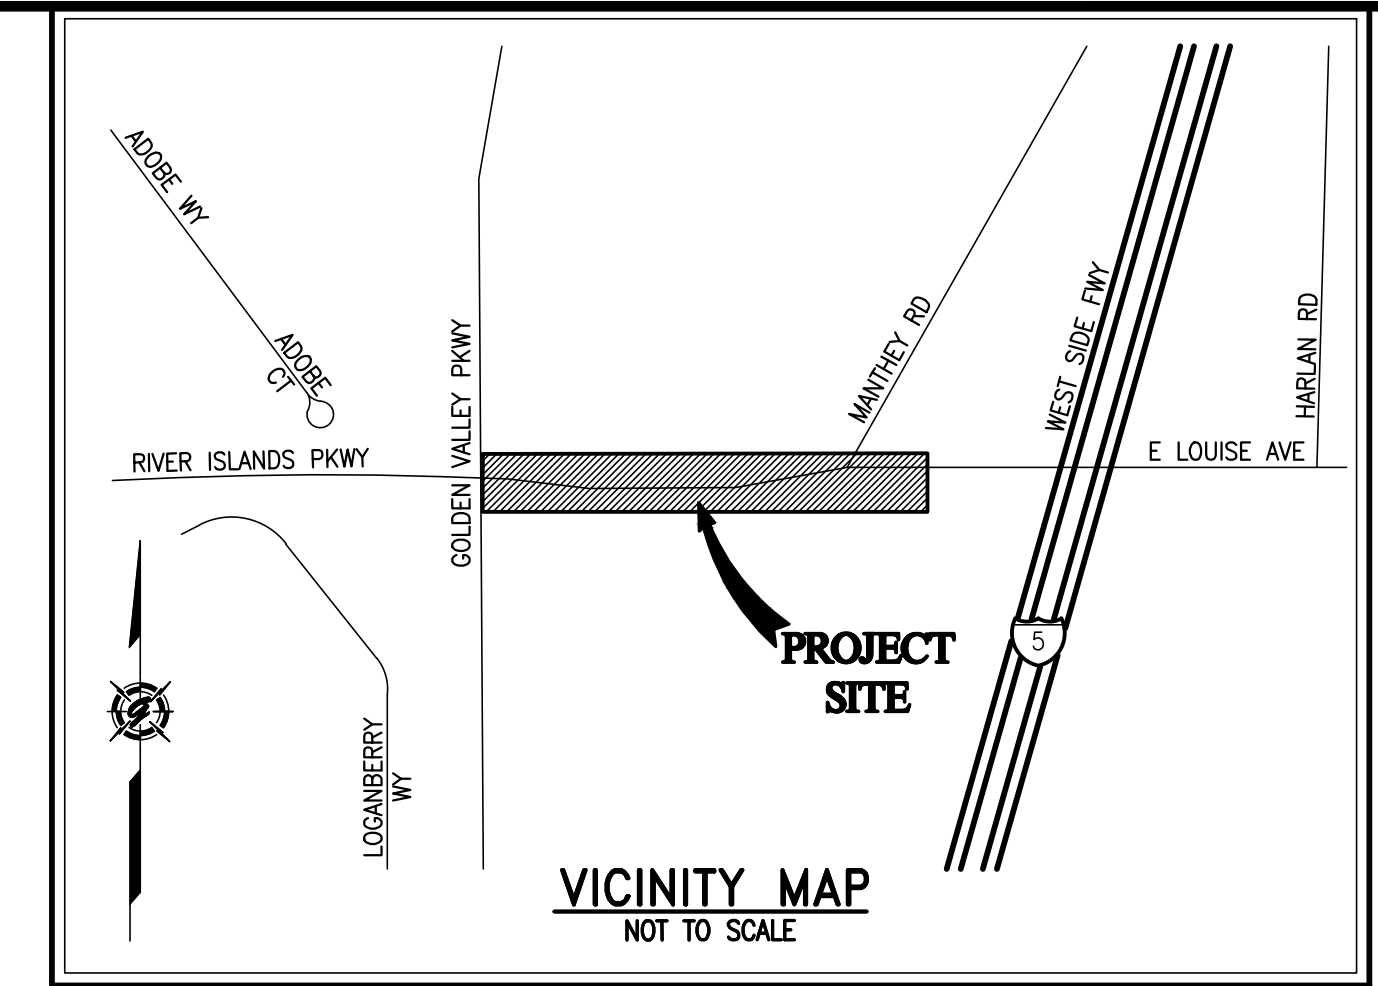 ADOBE WY
ADOBE
CT
RIVER ISLANDS PKWY
GOLDEN VALLEY PKWY
MANTHEY RD
WEST SIDE FWY
HARLAN RD
E LOUISE AVE
5
PROJECT
SITE
LOGANBERRY
WY
VICINITY MAP
NOT TO SCALE